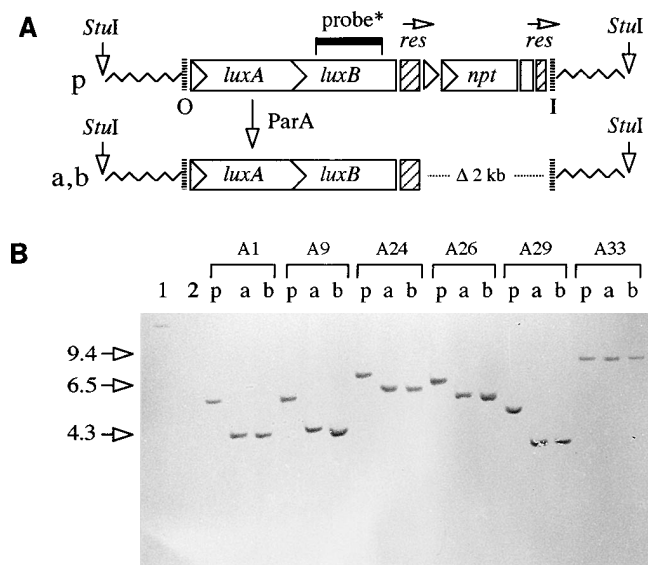 A
probe*
StuI
res
res
StuI
p
luxA
luxB
npt
O
I
StuI
ParA
StuI
a,b
luxA
luxB
Δ 2 kb
B
A1 A9 A24 A26 A29 A33
1 2 p a b p a b p a b p a b p a b p a b
9.4
6.5
4.3